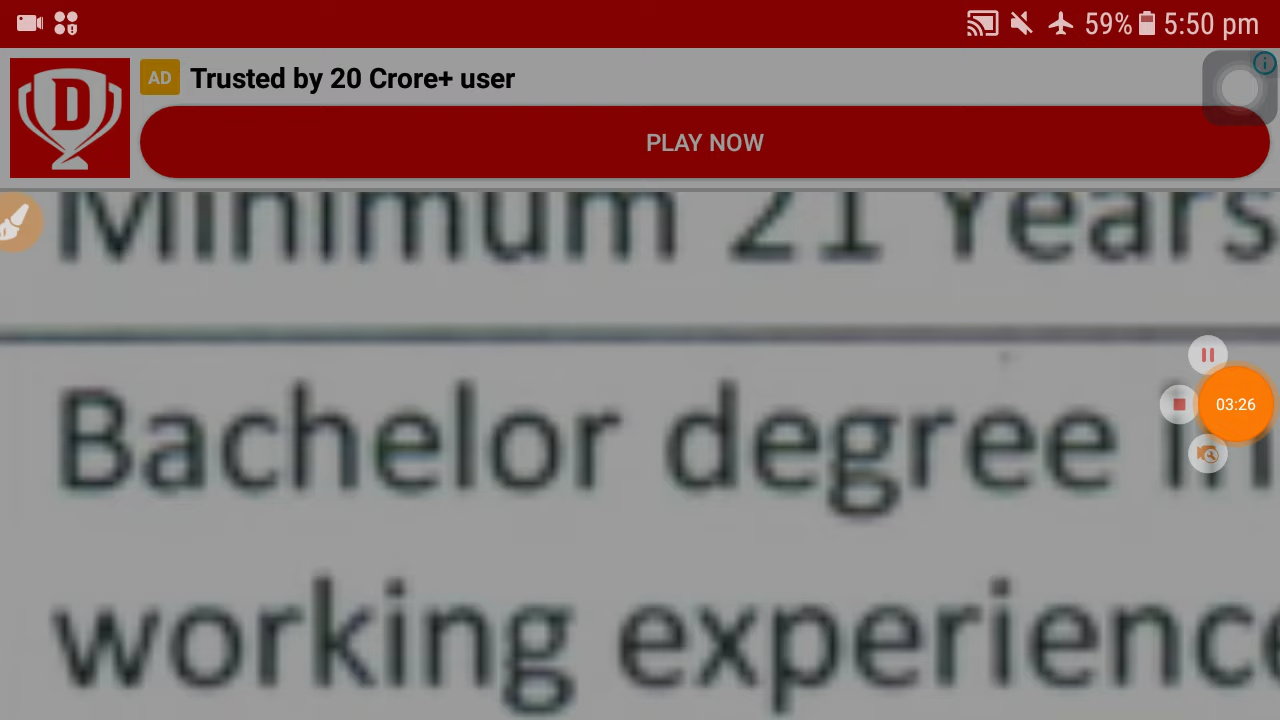 59% 5:50 pm
D
AD Trusted by 20 Crore+ user
PLAY NOW
Minimum 21 Years
Bachelor degree in
03:26
working experience